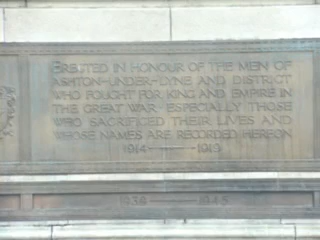 ERECTED IN HONOUR OF THE MEN OF
ASHTON-UNDER-LYNE AND DISTRICT
WHO FOUGHT FOR KING AND EMPIRE IN
THE GREAT WAR ESPECIALLY THOSE
WHO SACRIFICED THEIR LIVES AND
WHOSE NAMES ARE RECORDED HEREON
1914 — 1919
1939 — 1945